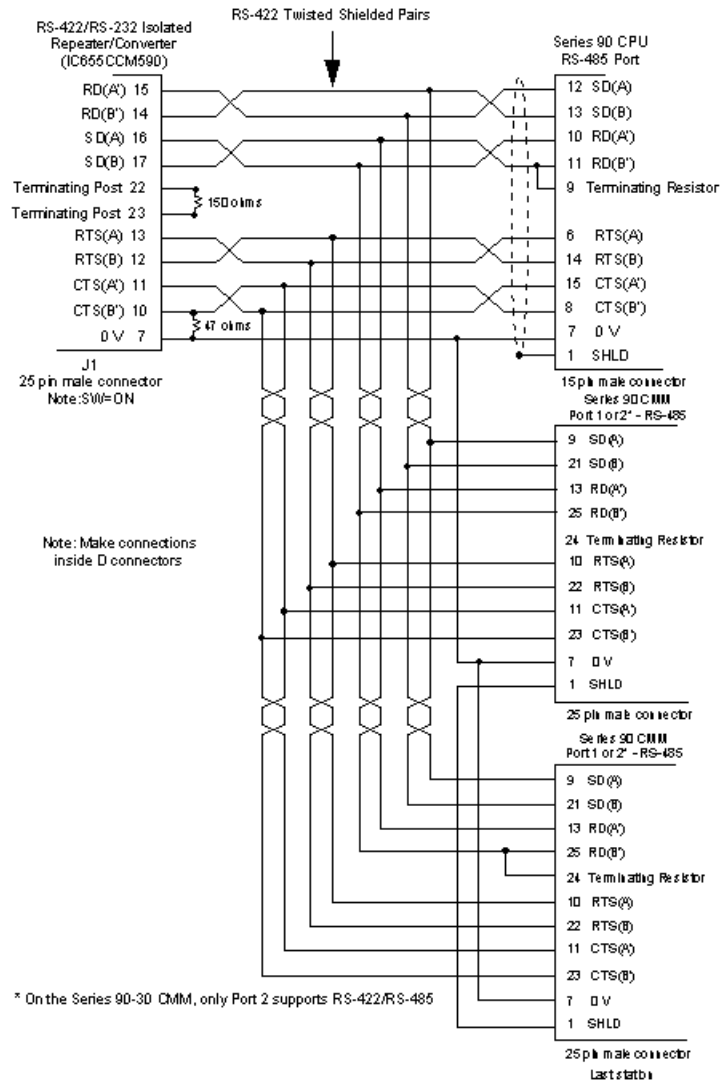 RS-422 Twisted Shielded Pairs
RS-422/RS-232 Isolated
Repeater/Converter
(IC655CCM590)
RD(A') 15
RD(B') 14
SD(A) 16
SD(B) 17
Terminating Post 22
150 ohms
Terminating Post 23
RTS(A) 13
RTS(B) 12
CTS(A') 11
CTS(B') 10
47 ohms
0V 7
J1
25 pin male connector
Note:SW=ON
Series 90 CPU
RS-485 Port
12 SD(A)
13 SD(B)
10 RD(A')
11 RD(B')
9 Terminating Resistor
6 RTS(A)
14 RTS(B)
15 CTS(A')
8 CTS(B')
7 0V
1 SHLD
15 pin male connector
Series 90 CMM
Port 1 or 2* - RS-485
9 SD(A)
21 SD(B)
13 RD(A')
25 RD(B')
24 Terminating Resistor
10 RTS(A)
22 RTS(B)
11 CTS(A)
23 CTS(B)
7 0V
1 SHLD
25 pin male connector
Note: Make connections
inside D connectors
Series 90 CMM
Port 1 or 2* - RS-485
9 SD(A)
21 SD(B)
13 RD(A')
25 RD(B')
24 Terminating Resistor
10 RTS(A)
22 RTS(B)
11 CTS(A)
23 CTS(B)
7 0V
1 SHLD
25 pin male connector
Last station
* On the Series 90-30 CMM, only Port 2 supports RS-422/RS-485